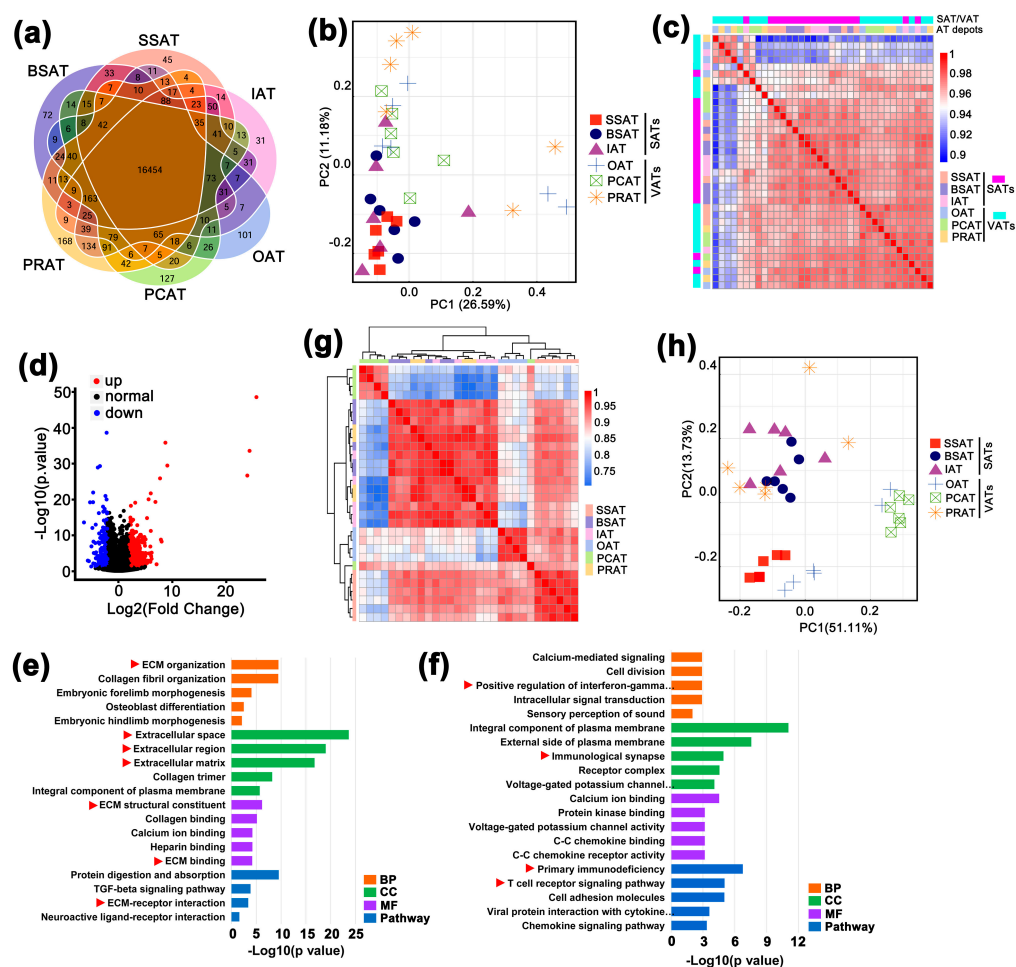 (a)
SSAT
BSAT
IAT
OAT
PCAT
PRAT
45
33
11
4
14
72
14
8
13
4
50
31
15
7
10
17
23
10
13
9
6
8
7
88
35
5
31
24
40
42
41
7
7
11
13
9
16454
73
31
7
5
3
163
10
101
9
25
11
168
39
79
65
18
6
26
134
91
6
7
5
20
42
127
(b)
PC2 (11.18%)
0.2
0.0
-0.2
0.0
0.2
0.4
PC1 (26.59%)
SSAT
BSAT
IAT
OAT
PCAT
PRAT
SATs
VATs
(c)
SAT/VAT
AT depots
1
0.98
0.96
0.94
0.92
0.9
SSAT
BSAT
IAT
OAT
PCAT
PRAT
SATs
VATs
(d)
up
normal
down
-Log10(p.value)
50
40
30
20
10
0
-10
0
10
20
Log2(Fold Change)
(g)
1
0.95
0.9
0.85
0.8
0.75
SSAT
BSAT
IAT
OAT
PCAT
PRAT
(h)
PC2(13.73%)
0.4
0.2
0.0
-0.2
-0.2
0.0
0.2
0.4
PC1(51.11%)
SSAT
BSAT
IAT
OAT
PCAT
PRAT
SATs
VATs
(e)
ECM organization
Collagen fibril organization
Embryonic forelimb morphogenesis
Osteoblast differentiation
Embryonic hindlimb morphogenesis
Extracellular space
Extracellular region
Extracellular matrix
Collagen trimer
Integral component of plasma membrane
ECM structural constituent
Collagen binding
Calcium ion binding
Heparin binding
ECM binding
Protein digestion and absorption
TGF-beta signaling pathway
ECM-receptor interaction
Neuroactive ligand-receptor interaction
0 5 10 15 20 25
-Log10(p value)
BP
CC
MF
Pathway
(f)
Calcium-mediated signaling
Cell division
Positive regulation of interferon-gamma...
Intracellular signal transduction
Sensory perception of sound
Integral component of plasma membrane
External side of plasma membrane
Immunological synapse
Receptor complex
Voltage-gated potassium channel...
Calcium ion binding
Protein kinase binding
Voltage-gated potassium channel activity
C-C chemokine binding
C-C chemokine receptor activity
Primary immunodeficiency
T cell receptor signaling pathway
Cell adhesion molecules
Viral protein interaction with cytokine...
Chemokine signaling pathway
0 3 6 9 12
-Log10(p value)
BP
CC
MF
Pathway